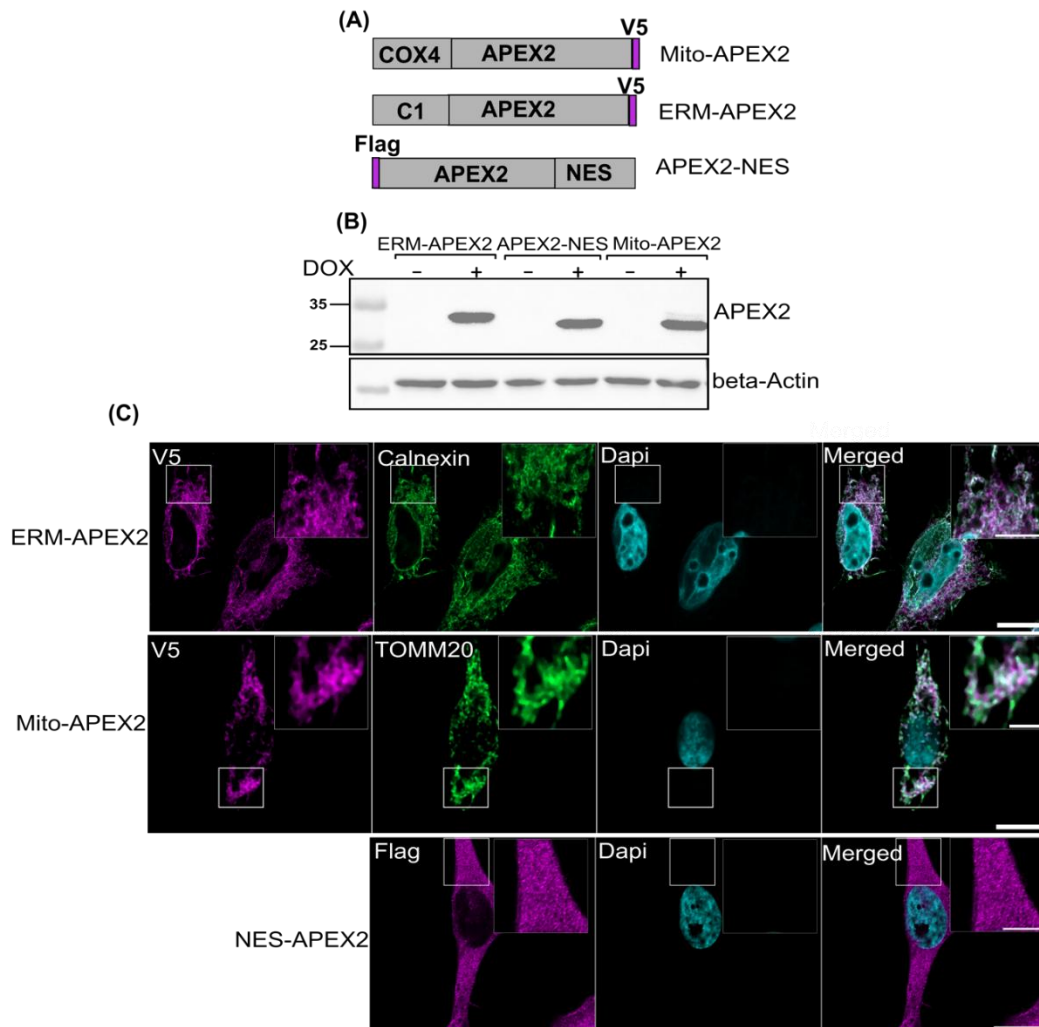 (A)
V5
COX4 APEX2 Mito-APEX2
V5
C1 APEX2 ERM-APEX2
Flag
APEX2 NES APEX2-NES
(B)
ERM-APEX2 APEX2-NES Mito-APEX2
DOX - + - + - +
35
APEX2
25
beta-Actin
(C)
V5 Calnexin Dapi Merged
ERM-APEX2
V5 TOMM20 Dapi Merged
Mito-APEX2
Flag Dapi Merged
NES-APEX2